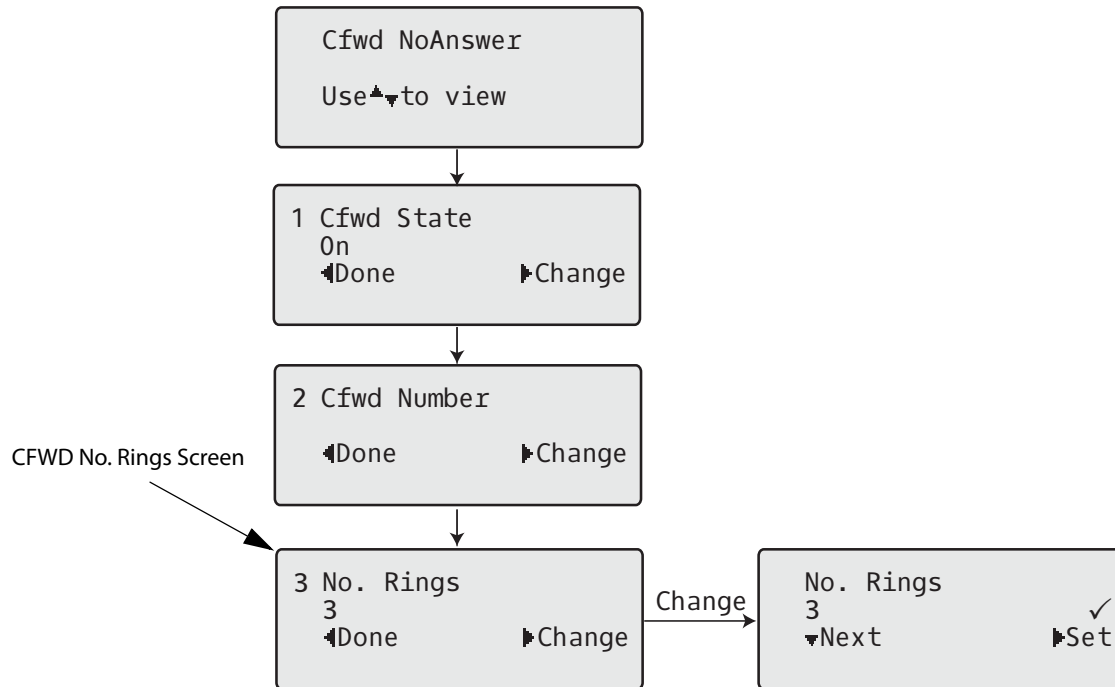 Cfwd NoAnswer
Use▲▼to view
1 Cfwd State
On
◀Done ▶Change
2 Cfwd Number
◀Done ▶Change
CFWD No. Rings Screen
3 No. Rings
3
◀Done ▶Change
Change
No. Rings
3 ✓
▼Next ▶Set